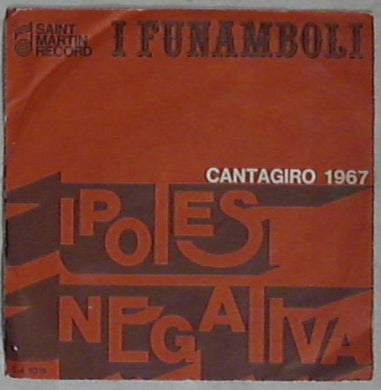 SAINT
MARTIN
RECORD
I FUNAMBOLI
CANTAGIRO 1967
IPOTESI
NEGATIVA